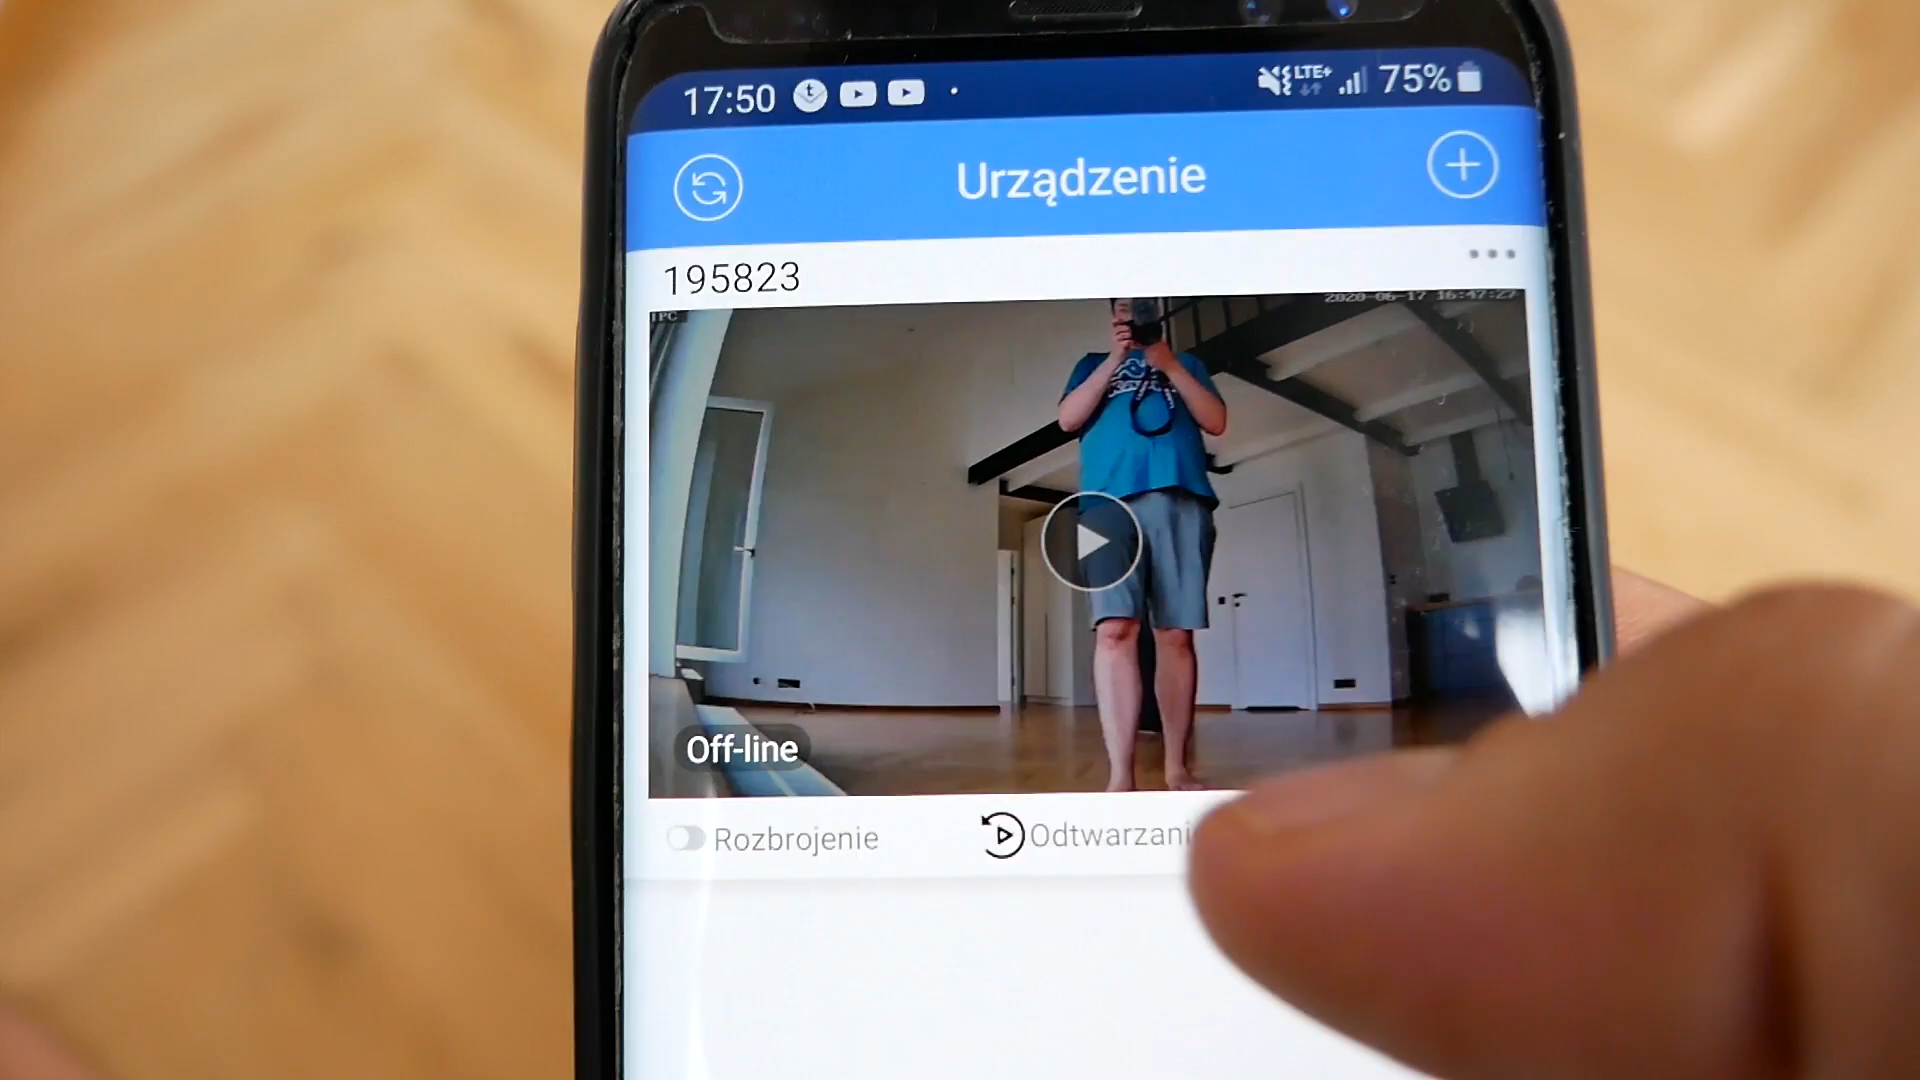 17:50 LTE+ 75%
Urządzenie
195823
IPC 2020-06-17 16:47:27
Off-line
Rozbrojenie Odtwarzani